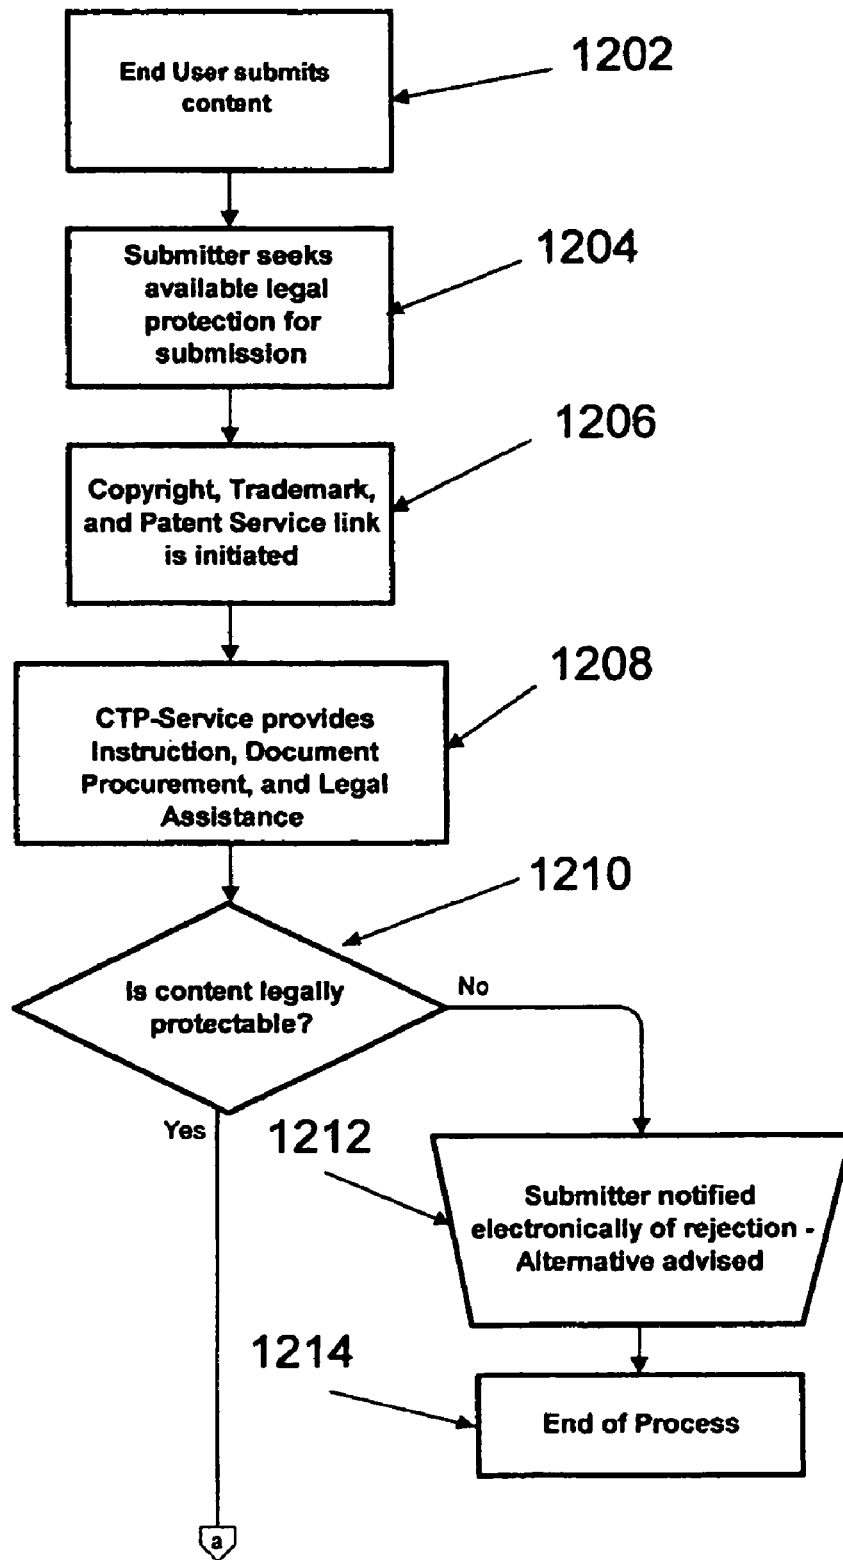 End User submits
content
1202
Submitter seeks
available legal
protection for
submission
1204
Copyright, Trademark,
and Patent Service link
is initiated
1206
CTP-Service provides
Instruction, Document
Procurement, and Legal
Assistance
1208
Is content legally
protectable?
1210
No
Yes
1212
Submitter notified
electronically of rejection -
Alternative advised
1214
End of Process
a